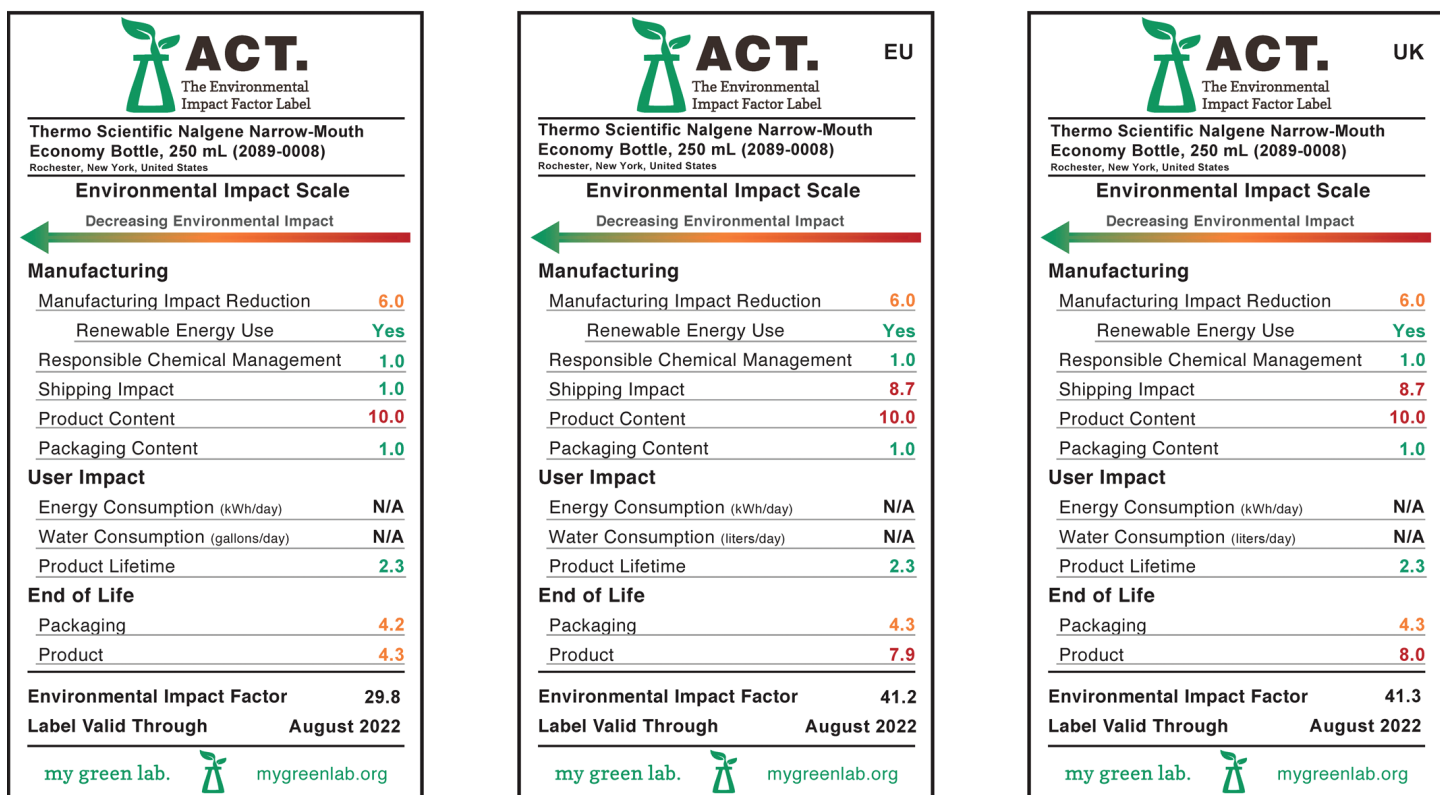 ACT.
The Environmental
Impact Factor Label
Thermo Scientific Nalgene Narrow-Mouth
Economy Bottle, 250 mL (2089-0008)
Rochester, New York, United States
Environmental Impact Scale
Decreasing Environmental Impact
Manufacturing
Manufacturing Impact Reduction 6.0
Renewable Energy Use Yes
Responsible Chemical Management 1.0
Shipping Impact 1.0
Product Content 10.0
Packaging Content 1.0
User Impact
Energy Consumption (kWh/day) N/A
Water Consumption (gallons/day) N/A
Product Lifetime 2.3
End of Life
Packaging 4.2
Product 4.3
Environmental Impact Factor 29.8
Label Valid Through August 2022
my green lab. mygreenlab.org
ACT. EU
The Environmental
Impact Factor Label
Thermo Scientific Nalgene Narrow-Mouth
Economy Bottle, 250 mL (2089-0008)
Rochester, New York, United States
Environmental Impact Scale
Decreasing Environmental Impact
Manufacturing
Manufacturing Impact Reduction 6.0
Renewable Energy Use Yes
Responsible Chemical Management 1.0
Shipping Impact 8.7
Product Content 10.0
Packaging Content 1.0
User Impact
Energy Consumption (kWh/day) N/A
Water Consumption (liters/day) N/A
Product Lifetime 2.3
End of Life
Packaging 4.3
Product 7.9
Environmental Impact Factor 41.2
Label Valid Through August 2022
my green lab. mygreenlab.org
ACT. UK
The Environmental
Impact Factor Label
Thermo Scientific Nalgene Narrow-Mouth
Economy Bottle, 250 mL (2089-0008)
Rochester, New York, United States
Environmental Impact Scale
Decreasing Environmental Impact
Manufacturing
Manufacturing Impact Reduction 6.0
Renewable Energy Use Yes
Responsible Chemical Management 1.0
Shipping Impact 8.7
Product Content 10.0
Packaging Content 1.0
User Impact
Energy Consumption (kWh/day) N/A
Water Consumption (liters/day) N/A
Product Lifetime 2.3
End of Life
Packaging 4.3
Product 8.0
Environmental Impact Factor 41.3
Label Valid Through August 2022
my green lab. mygreenlab.org